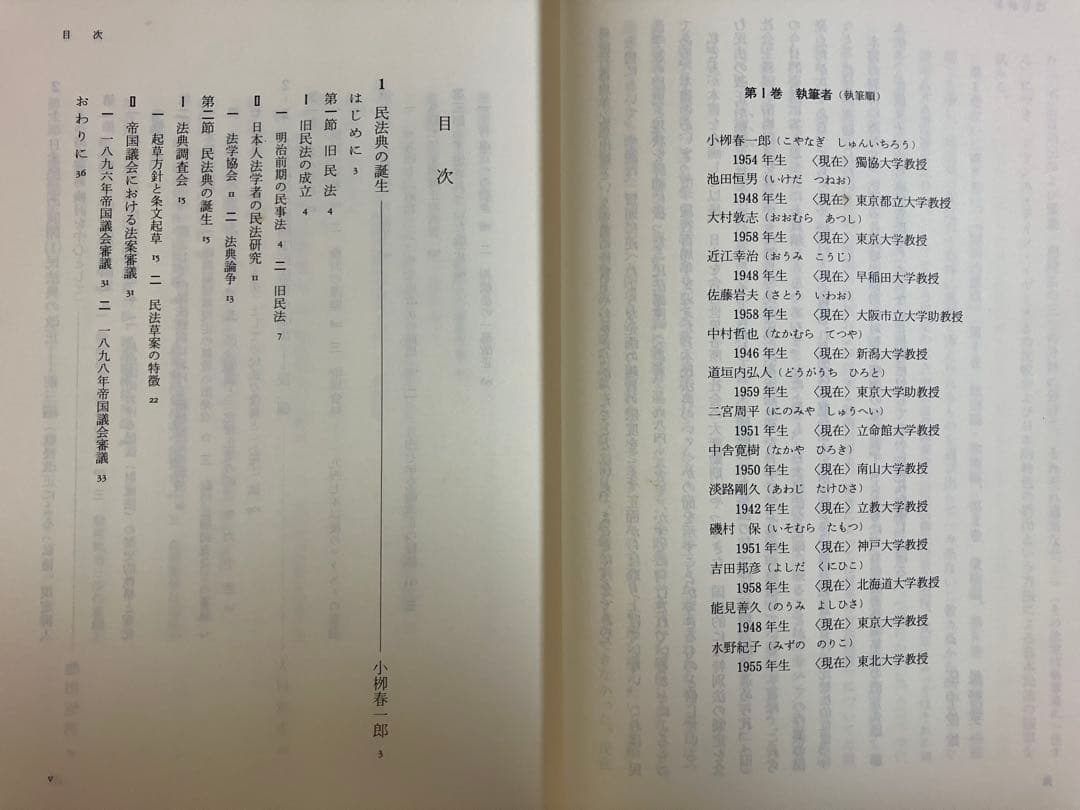 第Ⅰ巻　執筆者（執筆順）
小栁春一郎（こやなぎ　しゅんいちろう）
1954年生　〈現在〉獨協大学教授
池田恒男（いけだ　つねお）
1948年生　〈現在〉東京都立大学教授
大村敦志（おおむら　あつし）
1958年生　〈現在〉東京大学教授
近江幸治（おうみ　こうじ）
1948年生　〈現在〉早稲田大学教授
佐藤岩夫（さとう　いわお）
1958年生　〈現在〉大阪市立大学助教授
中村哲也（なかむら　てつや）
1946年生　〈現在〉新潟大学教授
道垣内弘人（どうがうち　ひろと）
1959年生　〈現在〉東京大学助教授
二宮周平（にのみや　しゅうへい）
1951年生　〈現在〉立命館大学教授
中舎寛樹（なかや　ひろき）
1950年生　〈現在〉南山大学教授
淡路剛久（あわじ　たけひさ）
1942年生　〈現在〉立教大学教授
磯村　保（いそむら　たもつ）
1951年生　〈現在〉神戸大学教授
吉田邦彦（よしだ　くにひこ）
1958年生　〈現在〉北海道大学教授
能見善久（のうみ　よしひさ）
1948年生　〈現在〉東京大学教授
水野紀子（みずの　のりこ）
1955年生　〈現在〉東北大学教授
目　次
目　次
1　民法典の誕生――小栁春一郎　3
はじめに　3
第一節　旧民法　4
Ⅰ　旧民法の成立　4
一　明治前期の民事法　4　二　旧民法　7
Ⅱ　日本人法学者の民法研究　11
一　法学協会　11　二　法典論争　13
第二節　民法典の誕生　15
Ⅰ　法典調査会　15
一　起草方針と条文起草　15　二　民法草案の特徴　22
Ⅱ　帝国議会における法案審議　31
一　一八九六年帝国議会審議　31　二　一八九八年帝国議会審議　33
おわりに　36
v